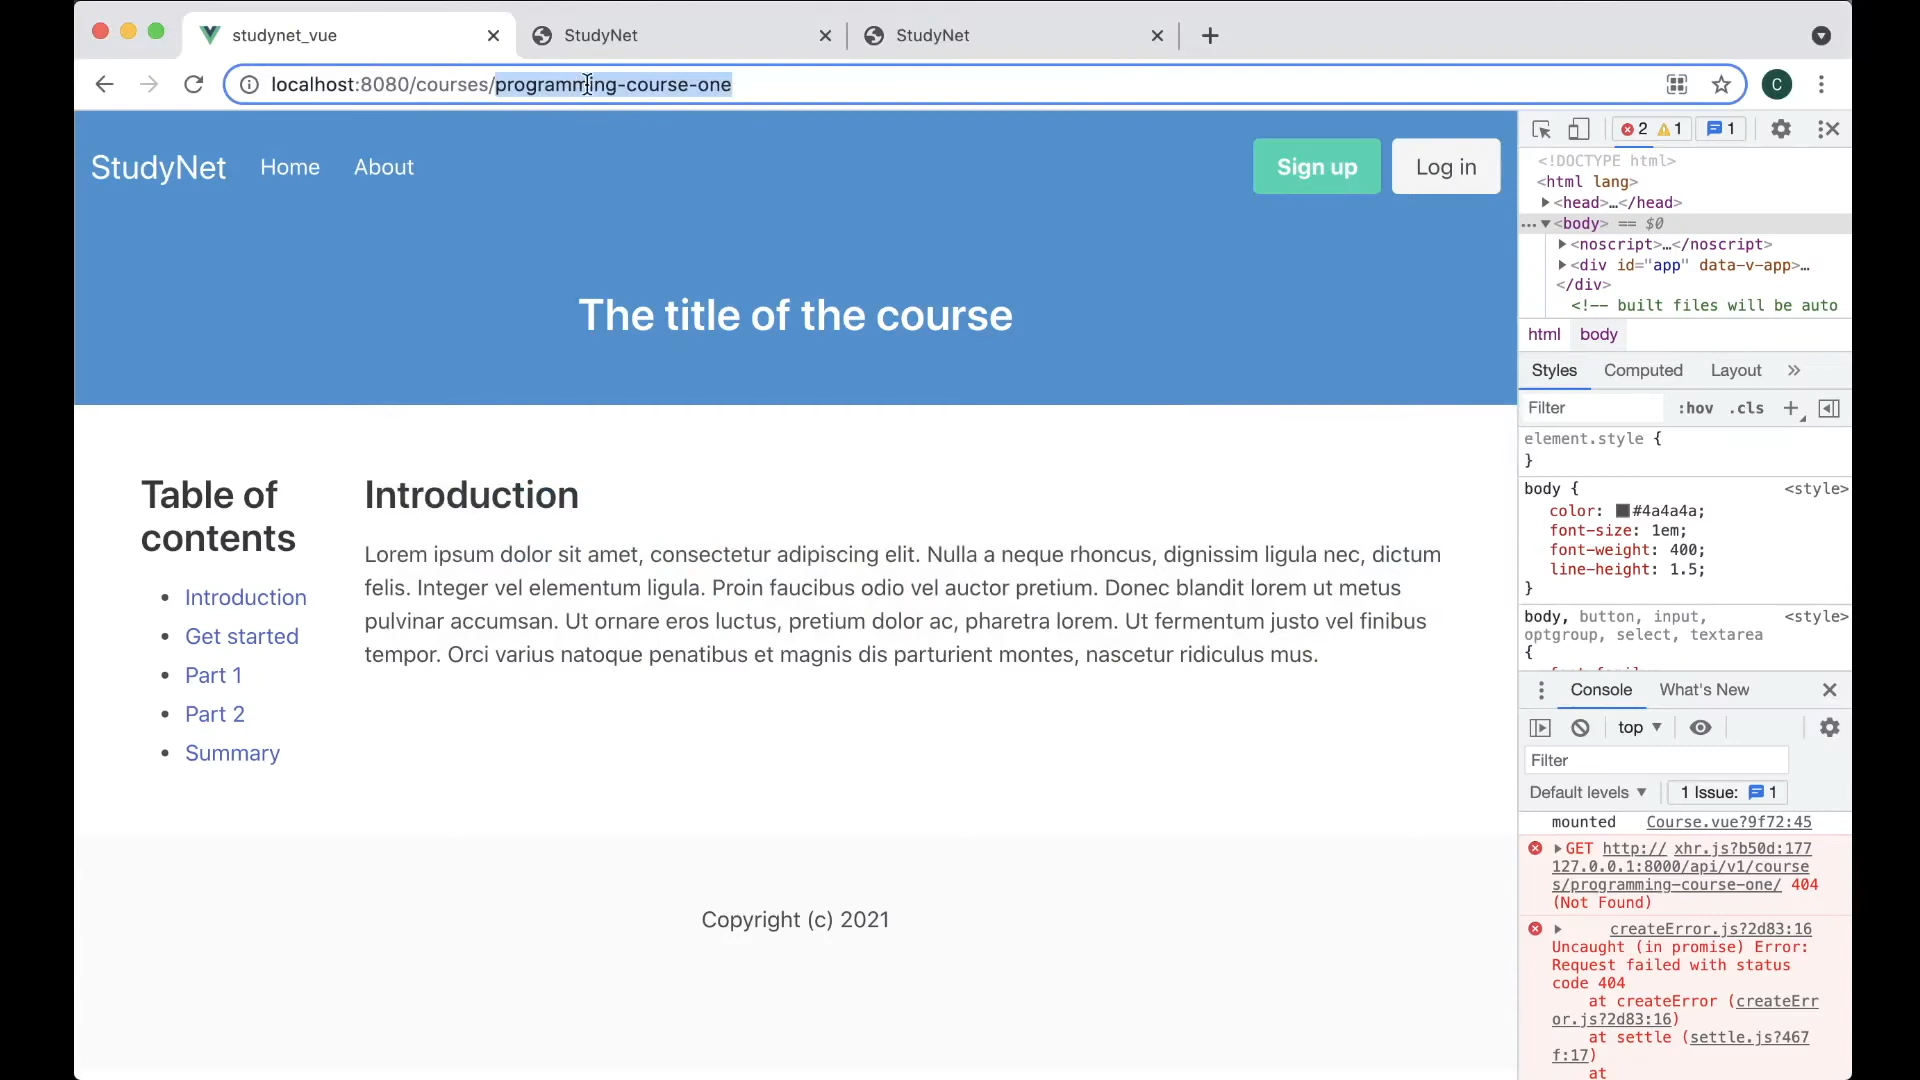 studynet_vue
StudyNet
StudyNet
localhost:8080/courses/programming-course-one
C
StudyNet
Home
About
Sign up
Log in
The title of the course
Table of
contents
• Introduction
• Get started
• Part 1
• Part 2
• Summary
Introduction
Lorem ipsum dolor sit amet, consectetur adipiscing elit. Nulla a neque rhoncus, dignissim ligula nec, dictum
felis. Integer vel elementum ligula. Proin faucibus odio vel auctor pretium. Donec blandit lorem ut metus
pulvinar accumsan. Ut ornare eros luctus, pretium dolor ac, pharetra lorem. Ut fermentum justo vel finibus
tempor. Orci varius natoque penatibus et magnis dis parturient montes, nascetur ridiculus mus.
Copyright (c) 2021
2 1 1
<!DOCTYPE html>
<html lang>
<head>…</head>
… <body> == $0
<noscript>…</noscript>
<div id="app" data-v-app>…
</div>
<!-- built files will be auto
html body
Styles Computed Layout »
Filter :hov .cls +
element.style {
}
body { <style>
color: #4a4a4a;
font-size: 1em;
font-weight: 400;
line-height: 1.5;
}
body, button, input, <style>
optgroup, select, textarea
{
Console What's New
top
Filter
Default levels 1 Issue: 1
mounted Course.vue?9f72:45
GET http:// xhr.js?b50d:177
127.0.0.1:8000/api/v1/course
s/programming-course-one/ 404
(Not Found)
createError.js?2d83:16
Uncaught (in promise) Error:
Request failed with status
code 404
at createError (createErr
or.js?2d83:16)
at settle (settle.js?467
f:17)
at